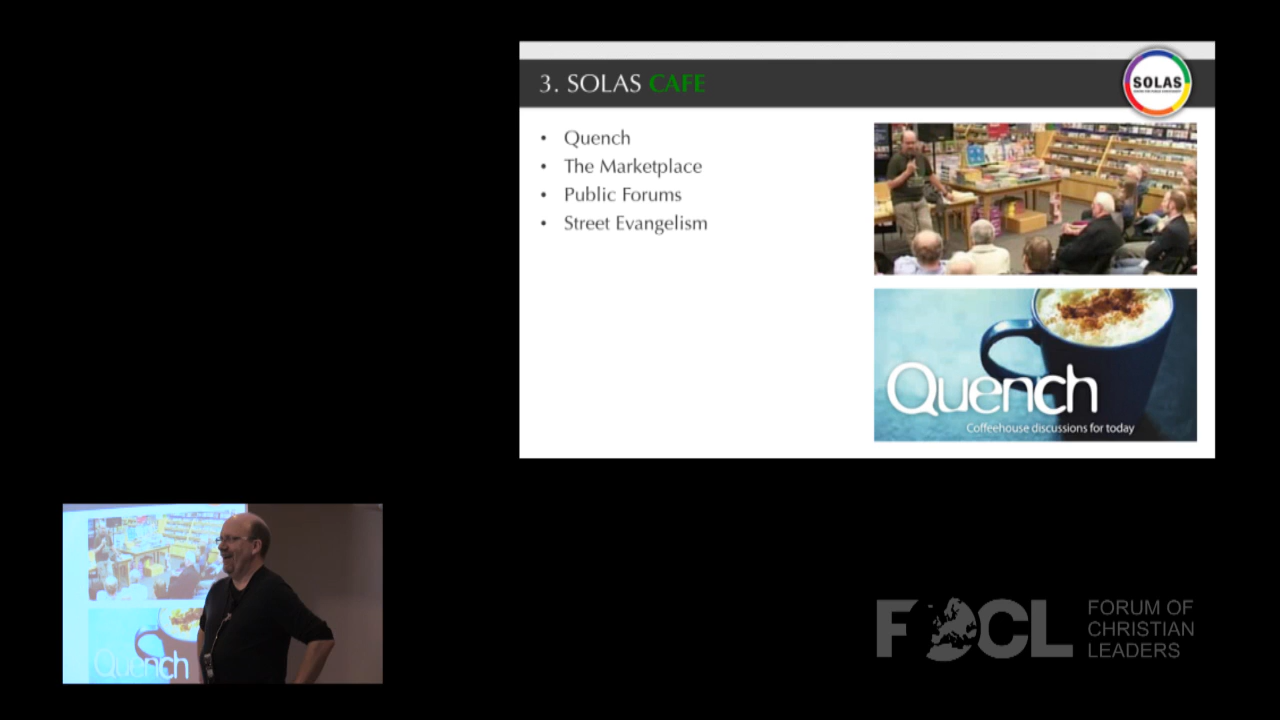 3. SOLAS CAFE
SOLAS
• Quench
• The Marketplace
• Public Forums
• Street Evangelism
Quench
Coffeehouse discussions for today
Quench
FOCL
FORUM OF
CHRISTIAN
LEADERS